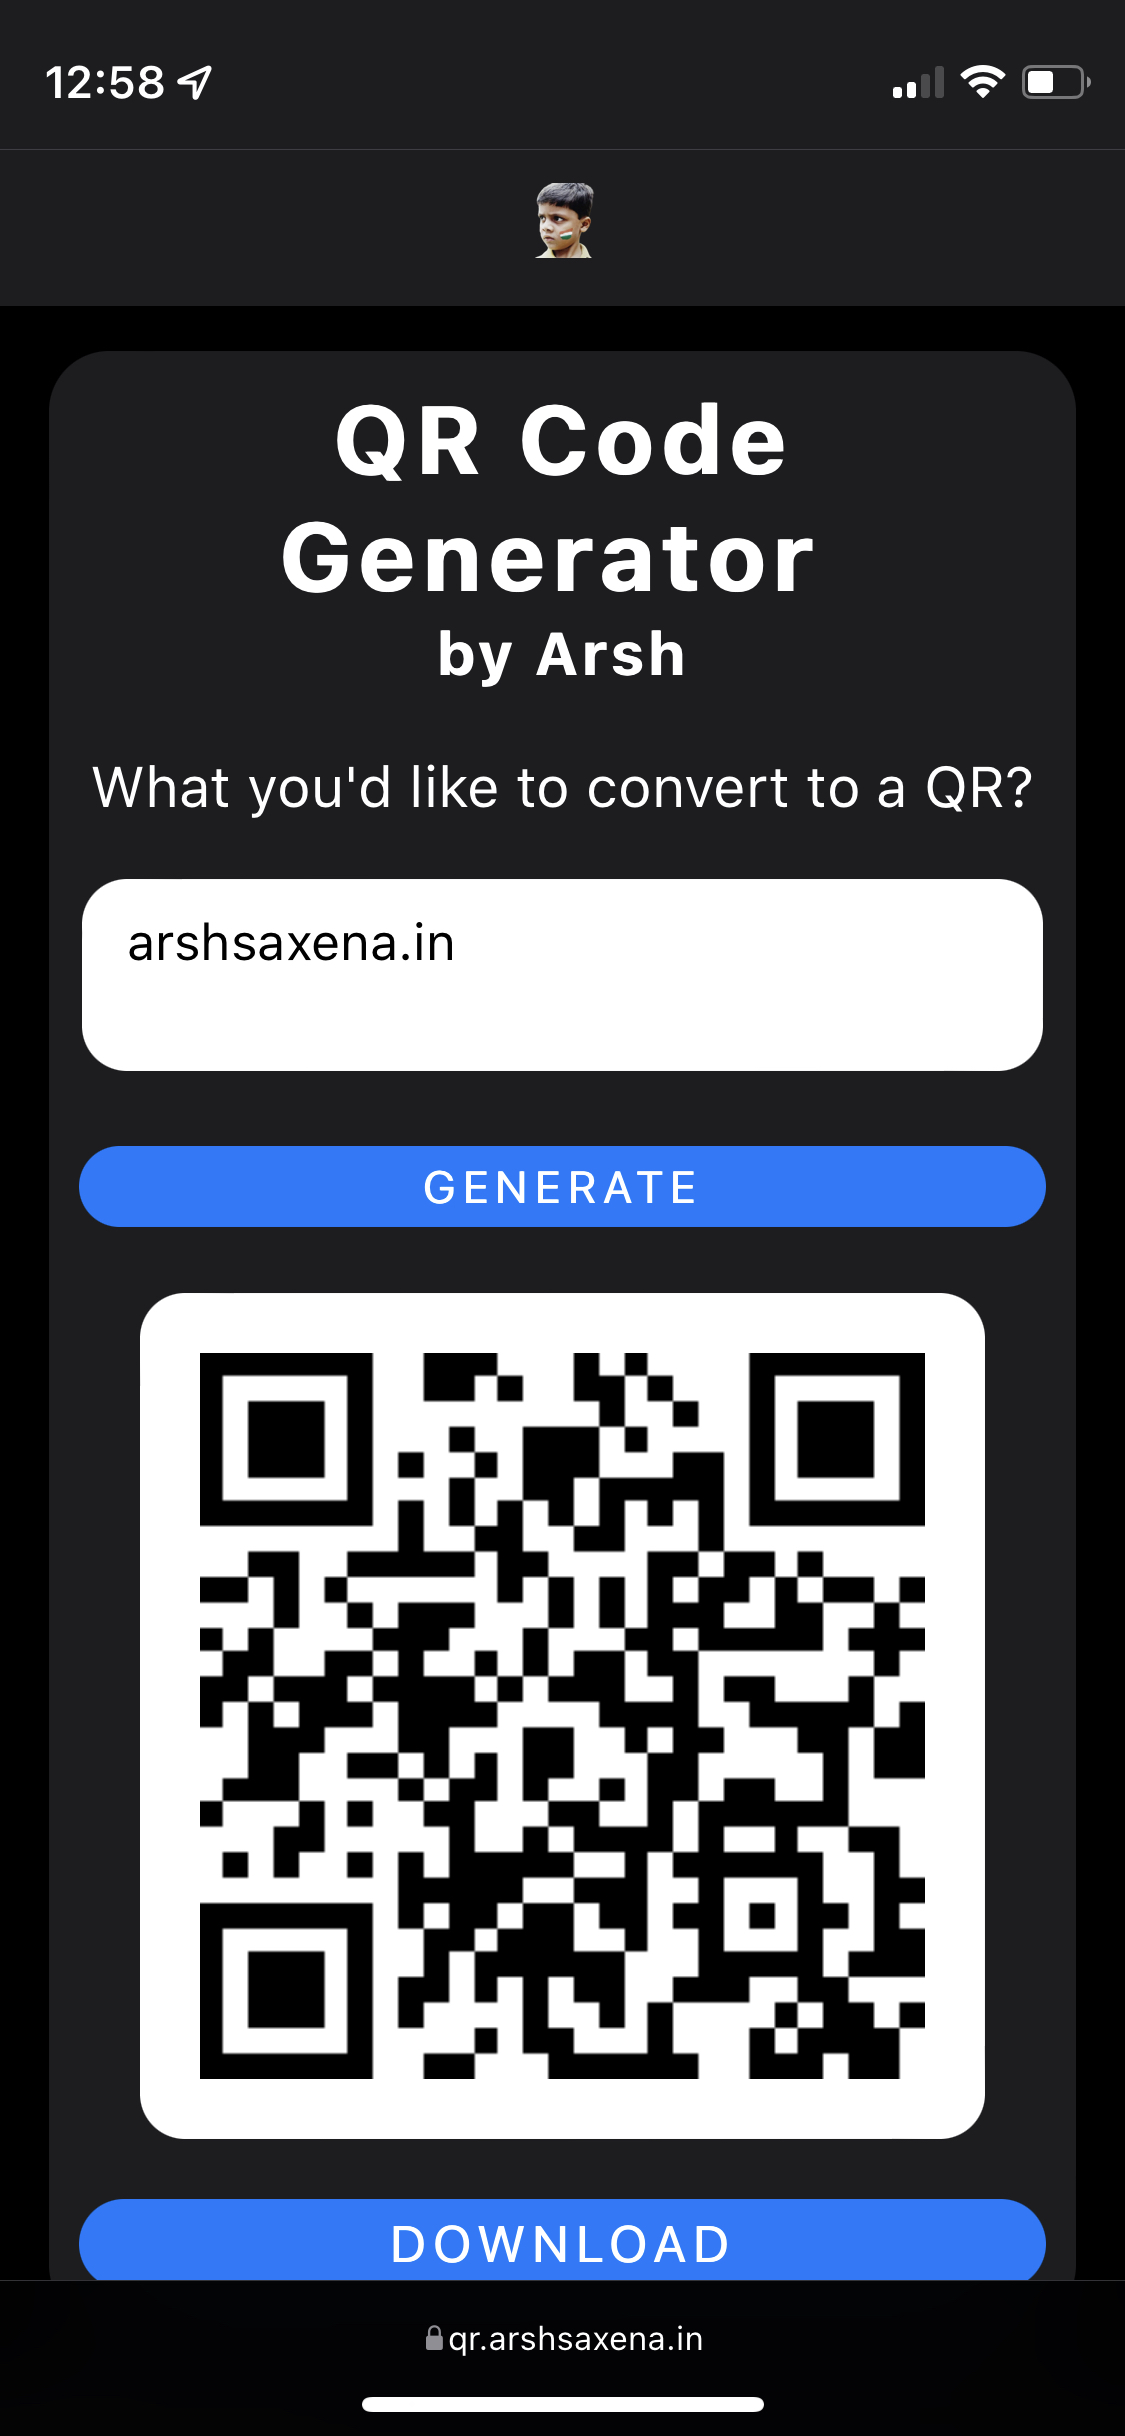 12:58
QR Code
Generator
by Arsh
What you'd like to convert to a QR?
arshsaxena.in
GENERATE
DOWNLOAD
qr.arshsaxena.in